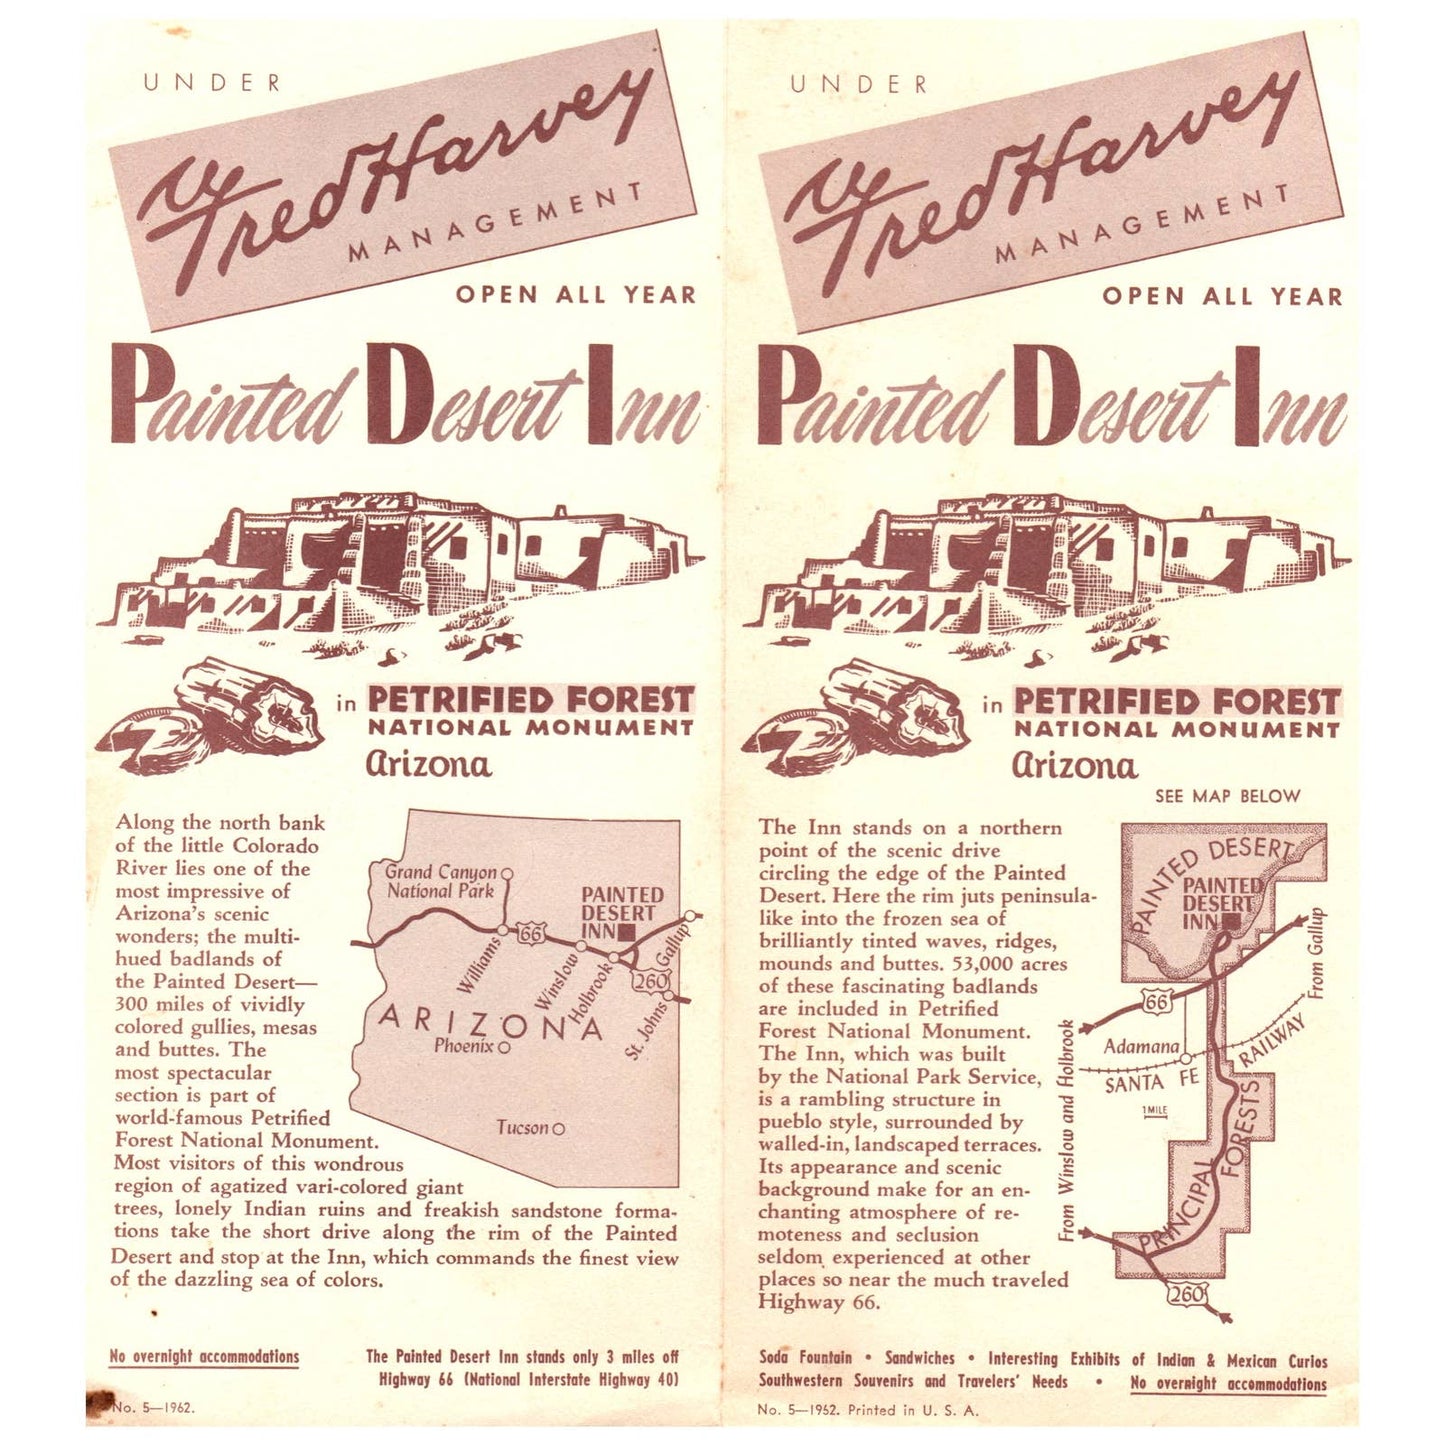 UNDER
Fred Harvey
MANAGEMENT
OPEN ALL YEAR
Painted Desert Inn
in PETRIFIED FOREST
NATIONAL MONUMENT
Arizona
Along the north bank
of the little Colorado
River lies one of the
most impressive of
Arizona's scenic
wonders; the multi-
hued badlands of
the Painted Desert—
300 miles of vividly
colored gullies, mesas
and buttes. The
most spectacular
section is part of
world-famous Petrified
Forest National Monument.
Most visitors of this wondrous
region of agatized vari-colored giant
trees, lonely Indian ruins and freakish sandstone forma-
tions take the short drive along the rim of the Painted
Desert and stop at the Inn, which commands the finest view
of the dazzling sea of colors.
Grand Canyon
National Park
PAINTED
DESERT
INN
66
Williams
Winslow
Holbrook
Gallup
260
St. Johns
ARIZONA
Phoenix
Tucson
No overnight accommodations
The Painted Desert Inn stands only 3 miles off
Highway 66 (National Interstate Highway 40)
No. 5—1962.
UNDER
Fred Harvey
MANAGEMENT
OPEN ALL YEAR
Painted Desert Inn
in PETRIFIED FOREST
NATIONAL MONUMENT
Arizona
SEE MAP BELOW
The Inn stands on a northern
point of the scenic drive
circling the edge of the Painted
Desert. Here the rim juts peninsula-
like into the frozen sea of
brilliantly tinted waves, ridges,
mounds and buttes. 53,000 acres
of these fascinating badlands
are included in Petrified
Forest National Monument.
The Inn, which was built
by the National Park Service,
is a rambling structure in
pueblo style, surrounded by
walled-in, landscaped terraces.
Its appearance and scenic
background make for an en-
chanting atmosphere of re-
moteness and seclusion
seldom experienced at other
places so near the much traveled
Highway 66.
PAINTED DESERT
PAINTED
DESERT
INN
From Gallup
66
Adamana
SANTA FE RAILWAY
1 MILE
From Winslow and Holbrook
PRINCIPAL FORESTS
260
Soda Fountain • Sandwiches • Interesting Exhibits of Indian & Mexican Curios
Southwestern Souvenirs and Travelers' Needs • No overnight accommodations
No. 5—1962. Printed in U. S. A.